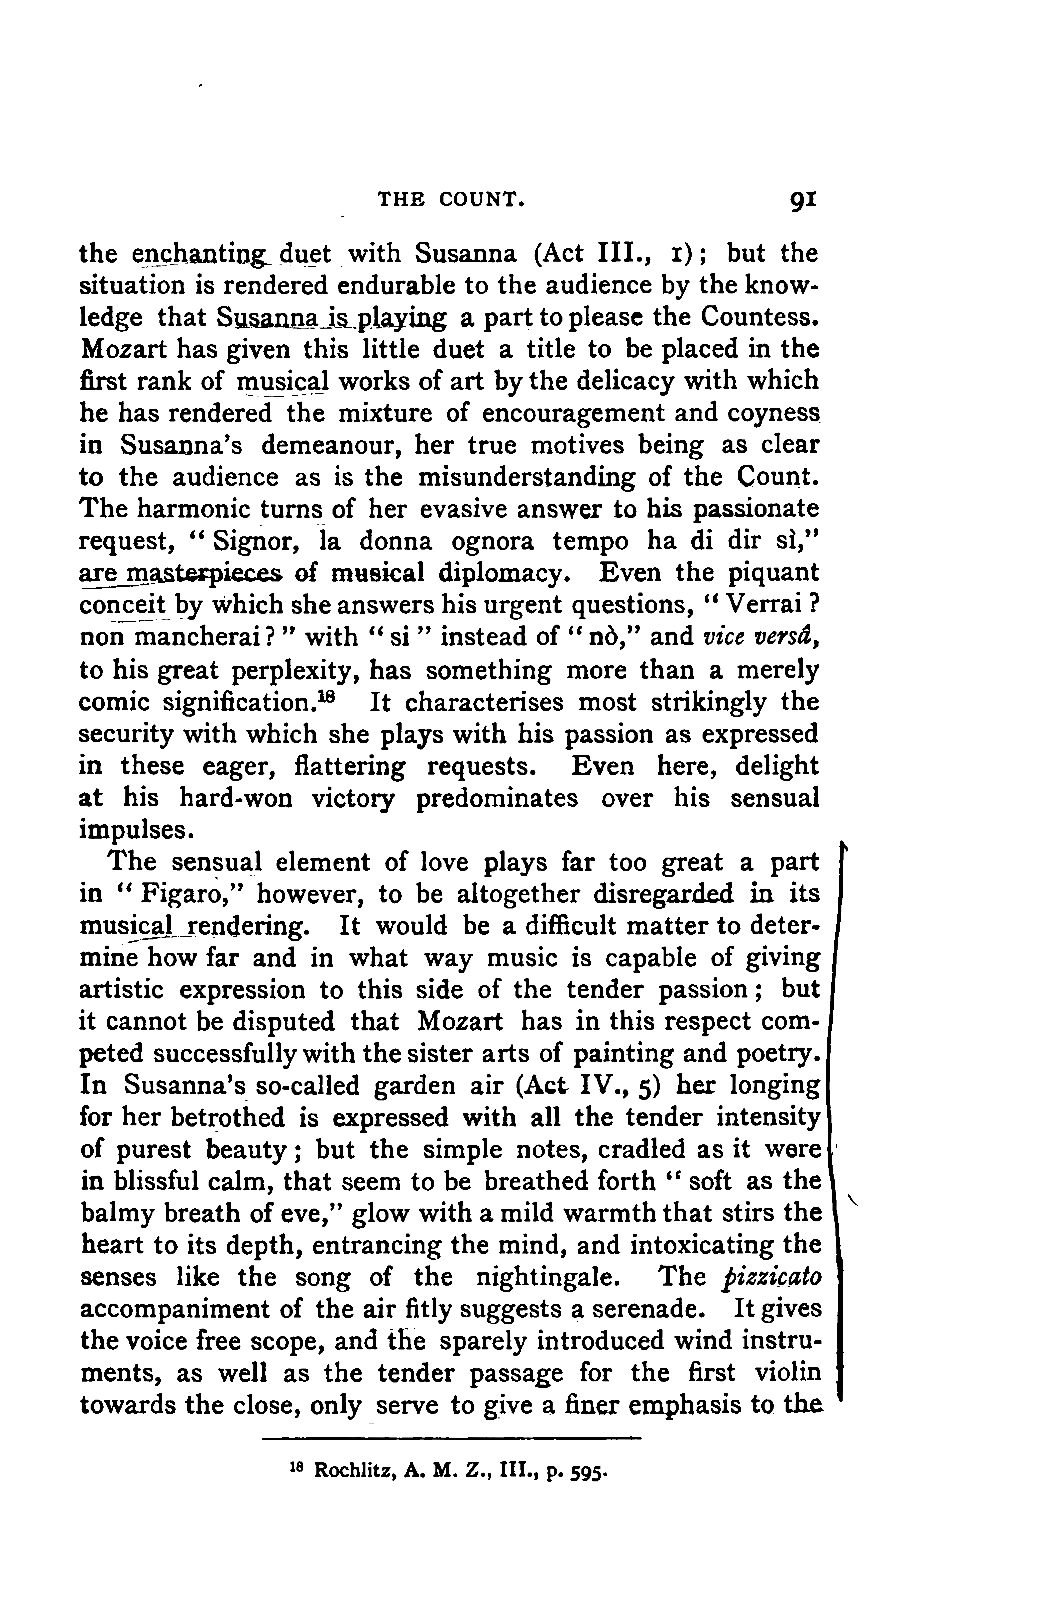 THE COUNT. 91
the enchanting duet with Susanna (Act III., 1); but the
situation is rendered endurable to the audience by the know-
ledge that Susanna is playing a part to please the Countess.
Mozart has given this little duet a title to be placed in the
first rank of musical works of art by the delicacy with which
he has rendered the mixture of encouragement and coyness
in Susanna's demeanour, her true motives being as clear
to the audience as is the misunderstanding of the Count.
The harmonic turns of her evasive answer to his passionate
request, "Signor, la donna ognora tempo ha di dir sì,"
are masterpieces of musical diplomacy. Even the piquant
conceit by which she answers his urgent questions, "Verrai?
non mancherai?" with "si" instead of "nò," and vice versâ,
to his great perplexity, has something more than a merely
comic signification.¹⁸ It characterises most strikingly the
security with which she plays with his passion as expressed
in these eager, flattering requests. Even here, delight
at his hard-won victory predominates over his sensual
impulses.
The sensual element of love plays far too great a part
in "Figaro," however, to be altogether disregarded in its
musical rendering. It would be a difficult matter to deter-
mine how far and in what way music is capable of giving
artistic expression to this side of the tender passion; but
it cannot be disputed that Mozart has in this respect com-
peted successfully with the sister arts of painting and poetry.
In Susanna's so-called garden air (Act IV., 5) her longing
for her betrothed is expressed with all the tender intensity
of purest beauty; but the simple notes, cradled as it were
in blissful calm, that seem to be breathed forth "soft as the
balmy breath of eve," glow with a mild warmth that stirs the
heart to its depth, entrancing the mind, and intoxicating the
senses like the song of the nightingale. The pizzicato
accompaniment of the air fitly suggests a serenade. It gives
the voice free scope, and the sparely introduced wind instru-
ments, as well as the tender passage for the first violin
towards the close, only serve to give a finer emphasis to the
¹⁸ Rochlitz, A. M. Z., III., p. 595.